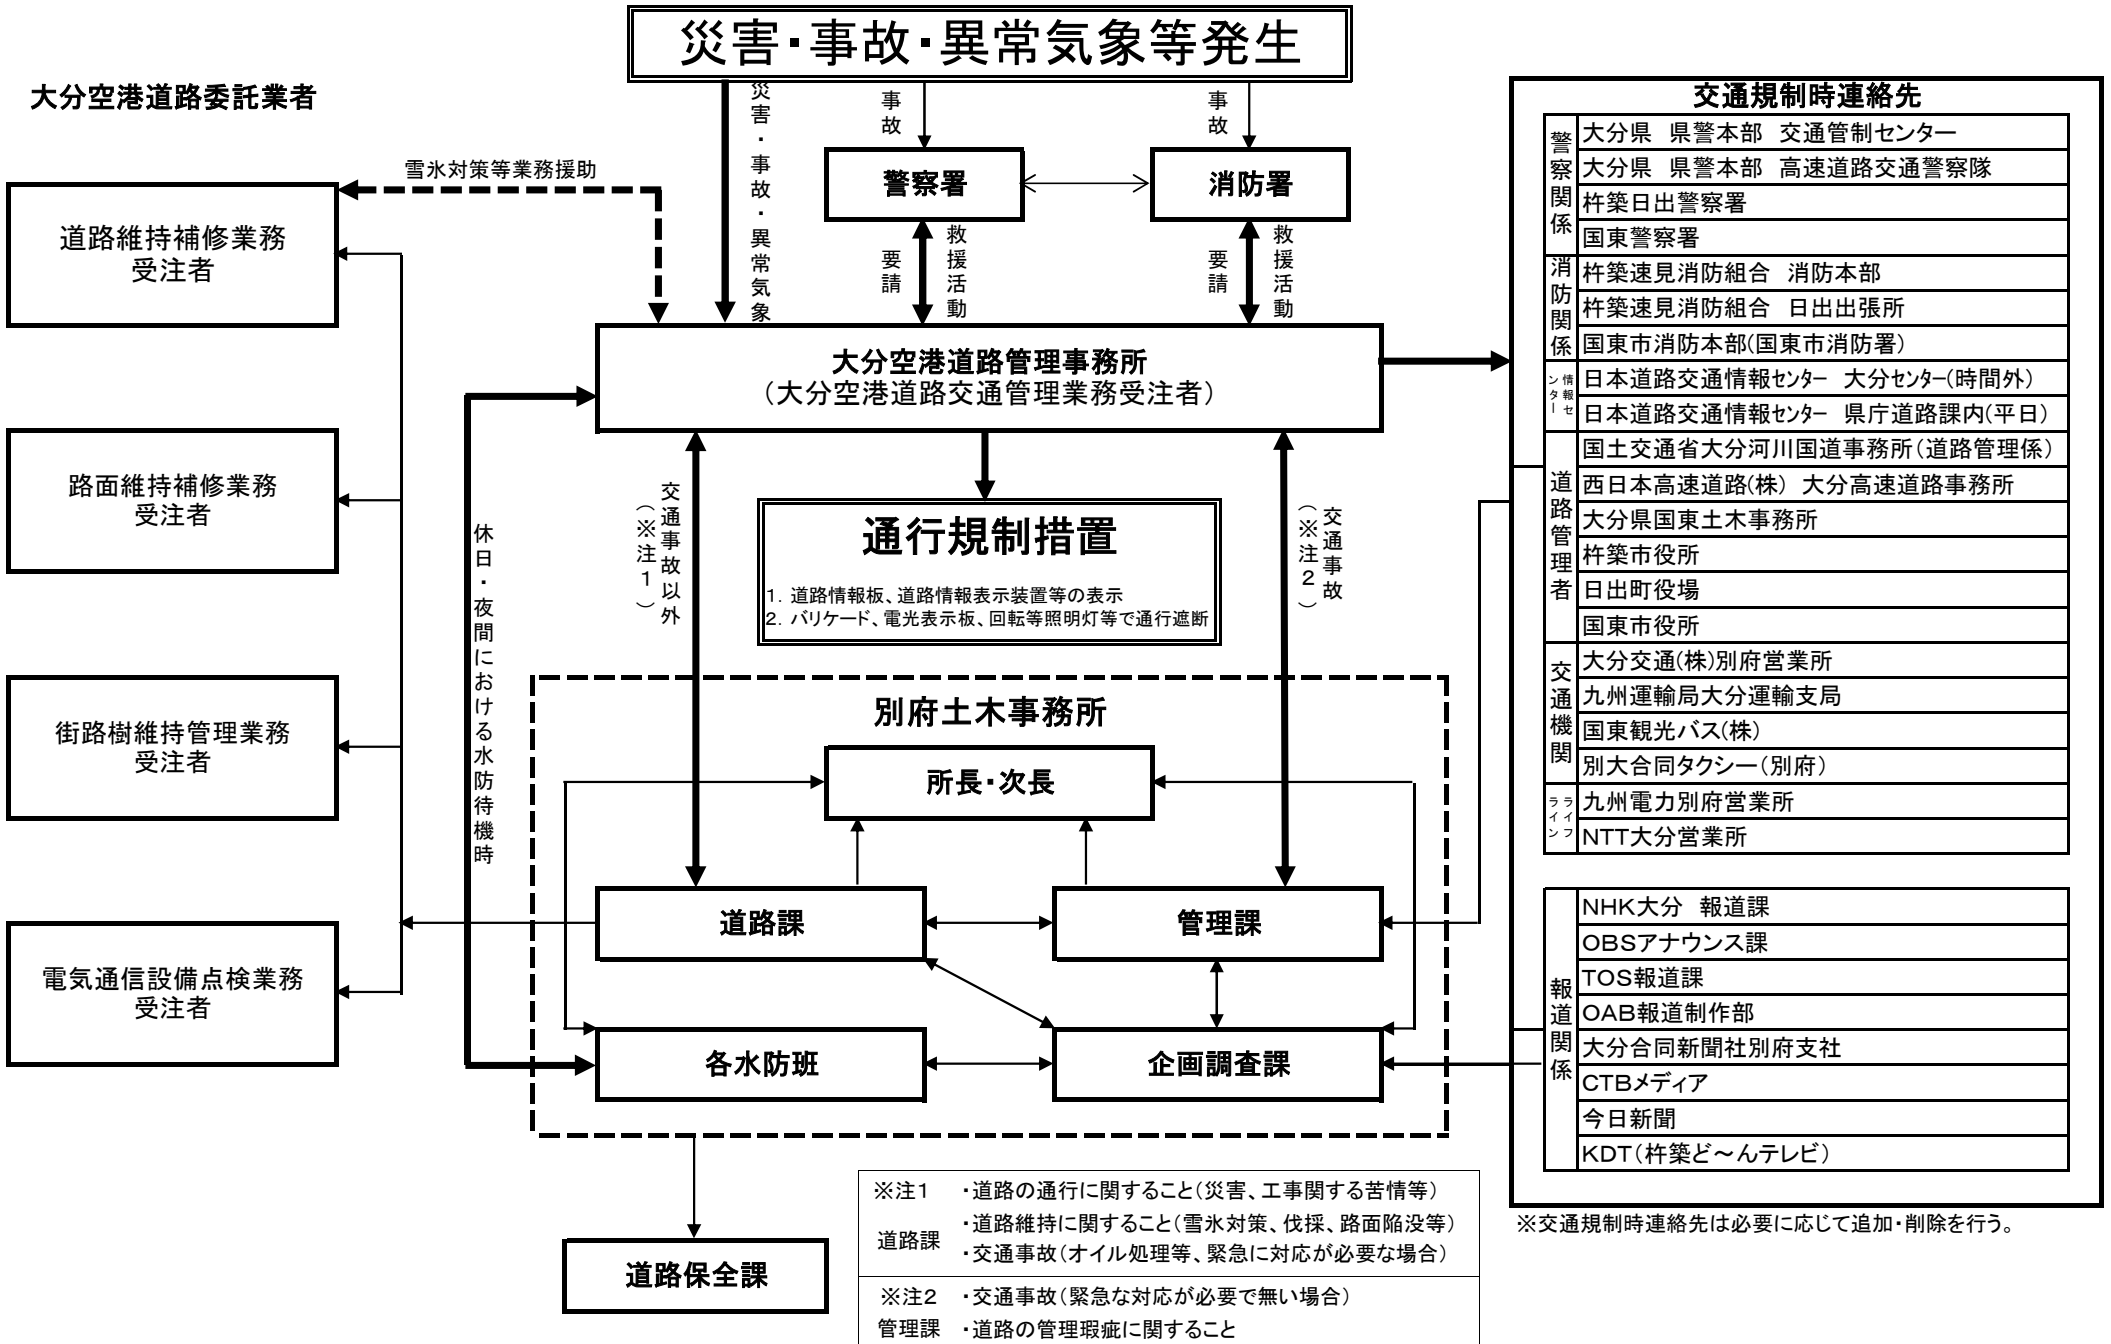 災害・事故・異常気象等発生
大分空港道路委託業者
雪氷対策等業務援助
道路維持補修業務
受注者
路面維持補修業務
受注者
街路樹維持管理業務
受注者
電気通信設備点検業務
受注者
災害・事故・異常気象
事故
事故
警察署
消防署
要請
救援活動
要請
救援活動
大分空港道路管理事務所
(大分空港道路交通管理業務受注者)
休日・夜間における水防待機時
交通事故以外
(※注1)
通行規制措置
1. 道路情報板、道路情報表示装置等の表示
2. バリケード、電光表示板、回転等照明灯等で通行遮断
交通事故
(※注2)
別府土木事務所
所長・次長
道路課
管理課
各水防班
企画調査課
道路保全課
※注1 ・道路の通行に関すること(災害、工事関する苦情等)
・道路維持に関すること(雪氷対策、伐採、路面陥没等)
道路課
・交通事故(オイル処理等、緊急に対応が必要な場合)
※注2 ・交通事故(緊急な対応が必要で無い場合)
管理課 ・道路の管理瑕疵に関すること
交通規制時連絡先
警察関係
大分県 県警本部 交通管制センター
大分県 県警本部 高速道路交通警察隊
杵築日出警察署
国東警察署
消防関係
杵築速見消防組合 消防本部
杵築速見消防組合 日出出張所
国東市消防本部(国東市消防署)
情報センター
日本道路交通情報センター 大分センター(時間外)
日本道路交通情報センター 県庁道路課内(平日)
道路管理者
国土交通省大分河川国道事務所(道路管理係)
西日本高速道路(株) 大分高速道路事務所
大分県国東土木事務所
杵築市役所
日出町役場
国東市役所
交通機関
大分交通(株)別府営業所
九州運輸局大分運輸支局
国東観光バス(株)
別大合同タクシー(別府)
ライフライン
九州電力別府営業所
NTT大分営業所
報道関係
NHK大分 報道課
OBSアナウンス課
TOS報道課
OAB報道制作部
大分合同新聞社別府支社
CTBメディア
今日新聞
KDT(杵築ど~んテレビ)
※交通規制時連絡先は必要に応じて追加・削除を行う。